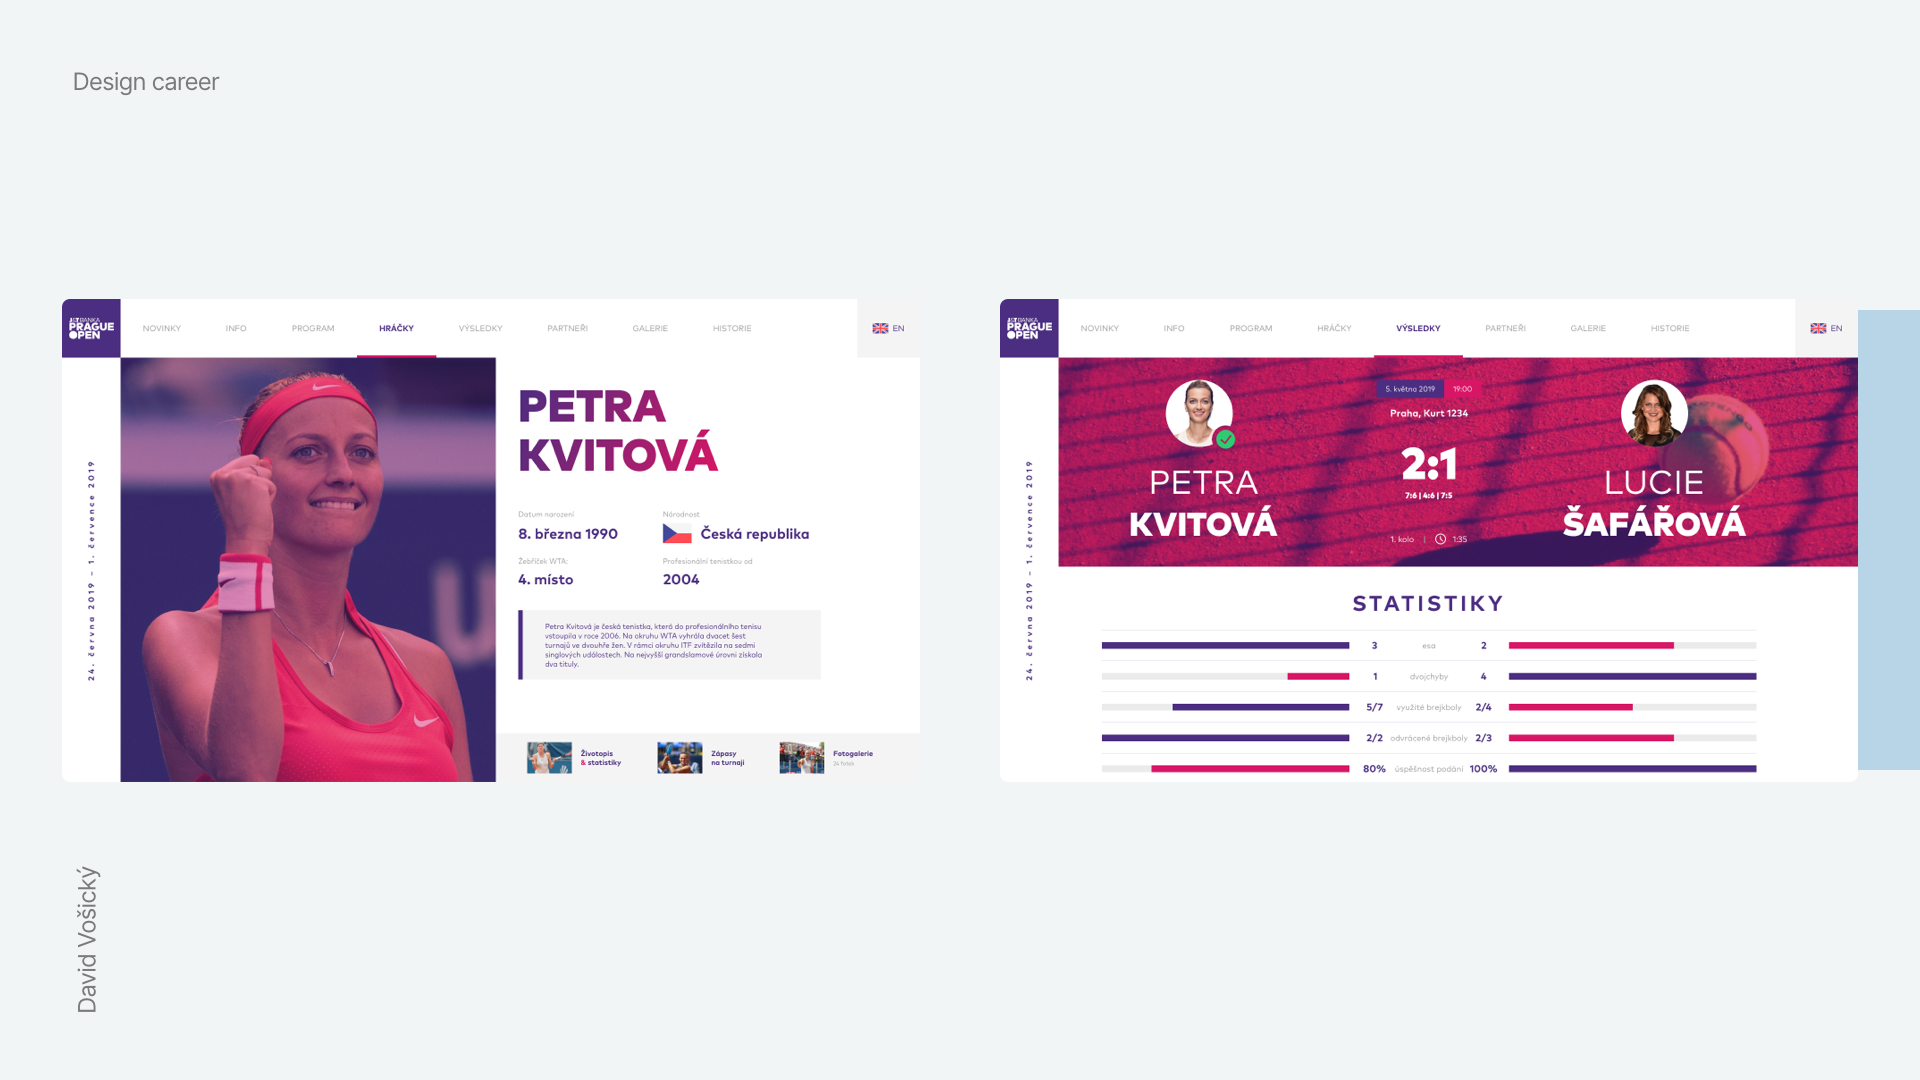 Design career
J&T BANKA
PRAGUE
OPEN
NOVINKY
INFO
PROGRAM
HRÁČKY
VÝSLEDKY
PARTNEŘI
GALERIE
HISTORIE
EN
24. června 2019 – 1. července 2019
PETRA
KVITOVÁ
Datum narození
8. března 1990
Národnost
Česká republika
Žebříček WTA:
4. místo
Profesionální tenistkou od
2004
Petra Kvitová je česká tenistka, která do profesionálního tenisu
vstoupila v roce 2006. Na okruhu WTA vyhrála dvacet šest
turnajů ve dvouhře žen. V rámci okruhu ITF zvítězila na sedmi
singlových událostech. Na nejvyšší grandslamové úrovni získala
dva tituly.
Životopis
& statistiky
Zápasy
na turnaji
Fotogalerie
24 fotek
J&T BANKA
PRAGUE
OPEN
NOVINKY
INFO
PROGRAM
HRÁČKY
VÝSLEDKY
PARTNEŘI
GALERIE
HISTORIE
EN
24. června 2019 – 1. července 2019
PETRA
KVITOVÁ
5. května 2019 19:00
Praha, Kurt 1234
2:1
7:6 | 4:6 | 7:5
1. kolo | 1:35
LUCIE
ŠAFÁŘOVÁ
STATISTIKY
3 esa 2
1 dvojchyby 4
5/7 využité brejkboly 2/4
2/2 odvrácené brejkboly 2/3
80% úspěšnost podání 100%
David Vošický